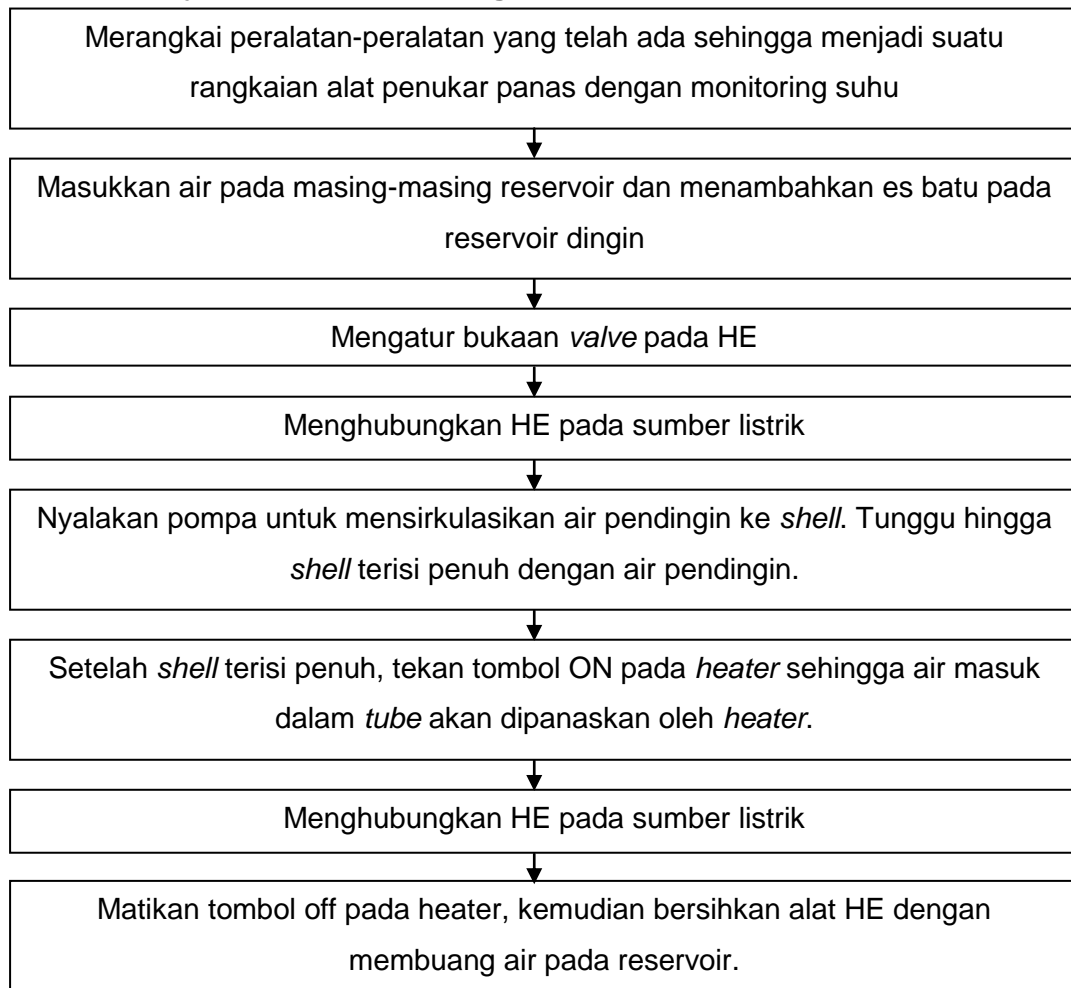 Merangkai peralatan-peralatan yang telah ada sehingga menjadi suatu
rangkaian alat penukar panas dengan monitoring suhu
Masukkan air pada masing-masing reservoir dan menambahkan es batu pada
reservoir dingin
Mengatur bukaan valve pada HE
Menghubungkan HE pada sumber listrik
Nyalakan pompa untuk mensirkulasikan air pendingin ke shell. Tunggu hingga
shell terisi penuh dengan air pendingin.
Setelah shell terisi penuh, tekan tombol ON pada heater sehingga air masuk
dalam tube akan dipanaskan oleh heater.
Menghubungkan HE pada sumber listrik
Matikan tombol off pada heater, kemudian bersihkan alat HE dengan
membuang air pada reservoir.